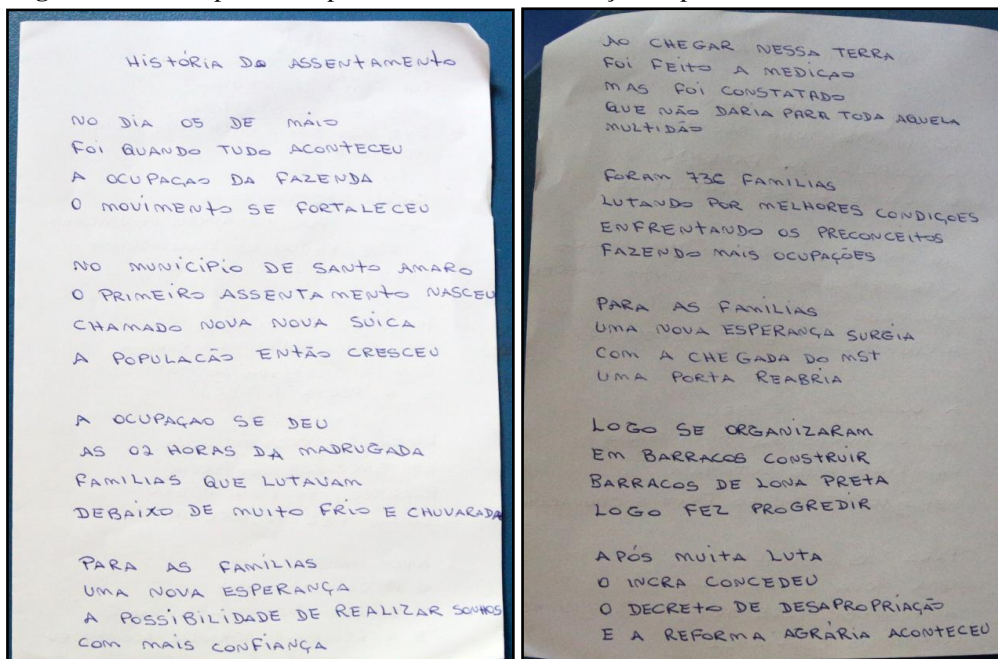 HISTÓRIA DO ASSENTAMENTO
NO DIA 05 DE MAIO
FOI QUANDO TUDO ACONTECEU
A OCUPAÇAO DA FAZENDA
O MOVIMENTO SE FORTALECEU
NO MUNICÍPIO DE SANTO AMARO
O PRIMEIRO ASSENTAMENTO NASCEU
CHAMADO NOVA NOVA SUICA
A POPULACÃO ENTÃO CRESCEU
A OCUPAÇAO SE DEU
AS 02 HORAS DA MADRUGADA
FAMILIAS QUE LUTAVAM
DEBAIXO DE MUITO FRIO E CHUVARADA
PARA AS FAMÍLIAS
UMA NOVA ESPERANÇA
A POSSIBILIDADE DE REALIZAR SONHOS
COM MAIS CONFIANÇA
AO CHEGAR NESSA TERRA
FOI FEITO A MEDIÇAO
MAS FOI CONSTATADO
QUE NÃO DARIA PARA TODA AQUELA
MULTIDÃO
FORAM 736 FAMÍLIAS
LUTANDO POR MELHORES CONDIÇOES
ENFRENTANDO OS PRECONCEITOS
FAZENDO MAIS OCUPAÇÕES
PARA AS FAMÍLIAS
UMA NOVA ESPERANÇA SURGIA
COM A CHEGADA DO MST
UMA PORTA REABRIA
LOGO SE ORGANIZARAM
EM BARRACOS CONSTRUIR
BARRACOS DE LONA PRETA
LOGO FEZ PROGREDIR
APÓS MUITA LUTA
O INCRA CONCEDEU
O DECRETO DE DESAPROPRIAÇÃO
E A REFORMA AGRÁRIA ACONTECEU